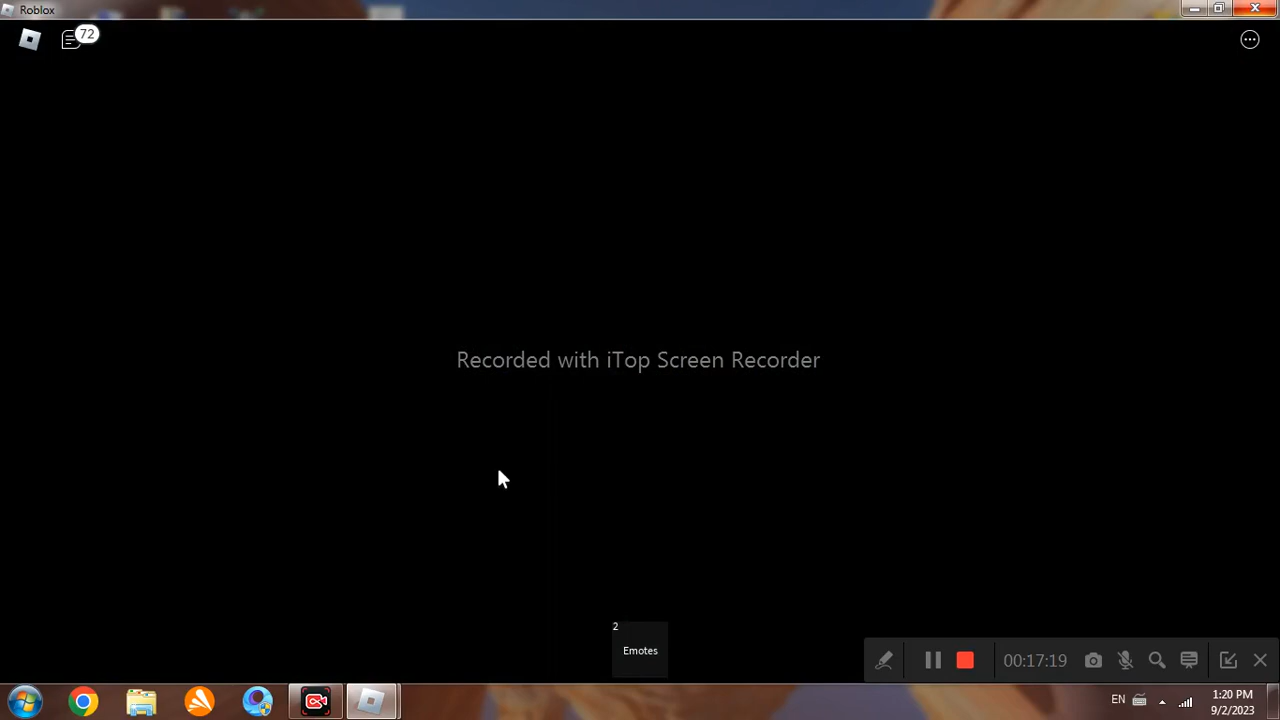 Roblox
72
Recorded with iTop Screen Recorder
2
Emotes
00:17:19
EN
1:20 PM
9/2/2023